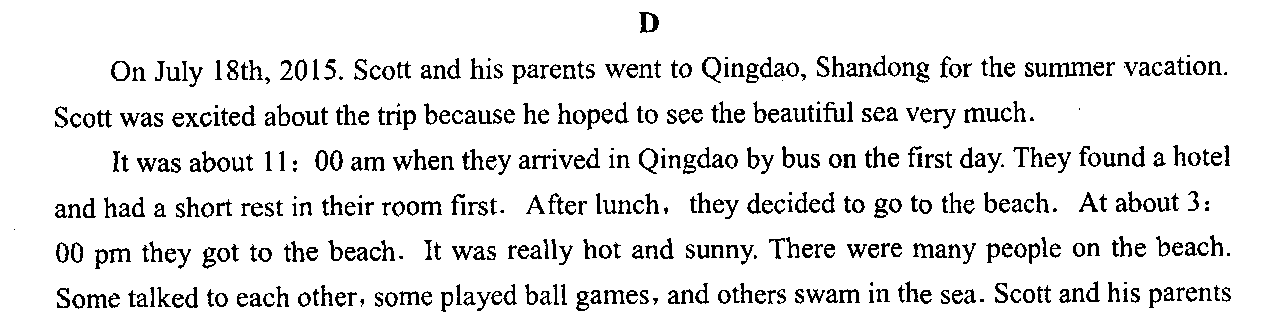 D
On July 18th, 2015. Scott and his parents went to Qingdao, Shandong for the summer vacation.
Scott was excited about the trip because he hoped to see the beautiful sea very much.
It was about 11：00 am when they arrived in Qingdao by bus on the first day. They found a hotel
and had a short rest in their room first. After lunch, they decided to go to the beach. At about 3：
00 pm they got to the beach. It was really hot and sunny. There were many people on the beach.
Some talked to each other, some played ball games, and others swam in the sea. Scott and his parents